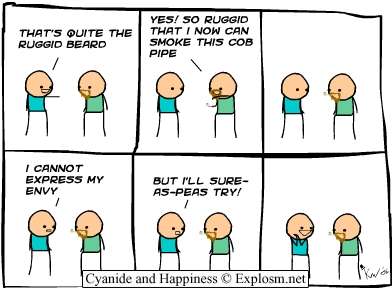 THAT'S QUITE THE
RUGGID BEARD
YES! SO RUGGID
THAT I NOW CAN
SMOKE THIS COB
PIPE
I CANNOT
EXPRESS MY
ENVY
BUT I'LL SURE-
AS-PEAS TRY!
Cyanide and Happiness © Explosm.net